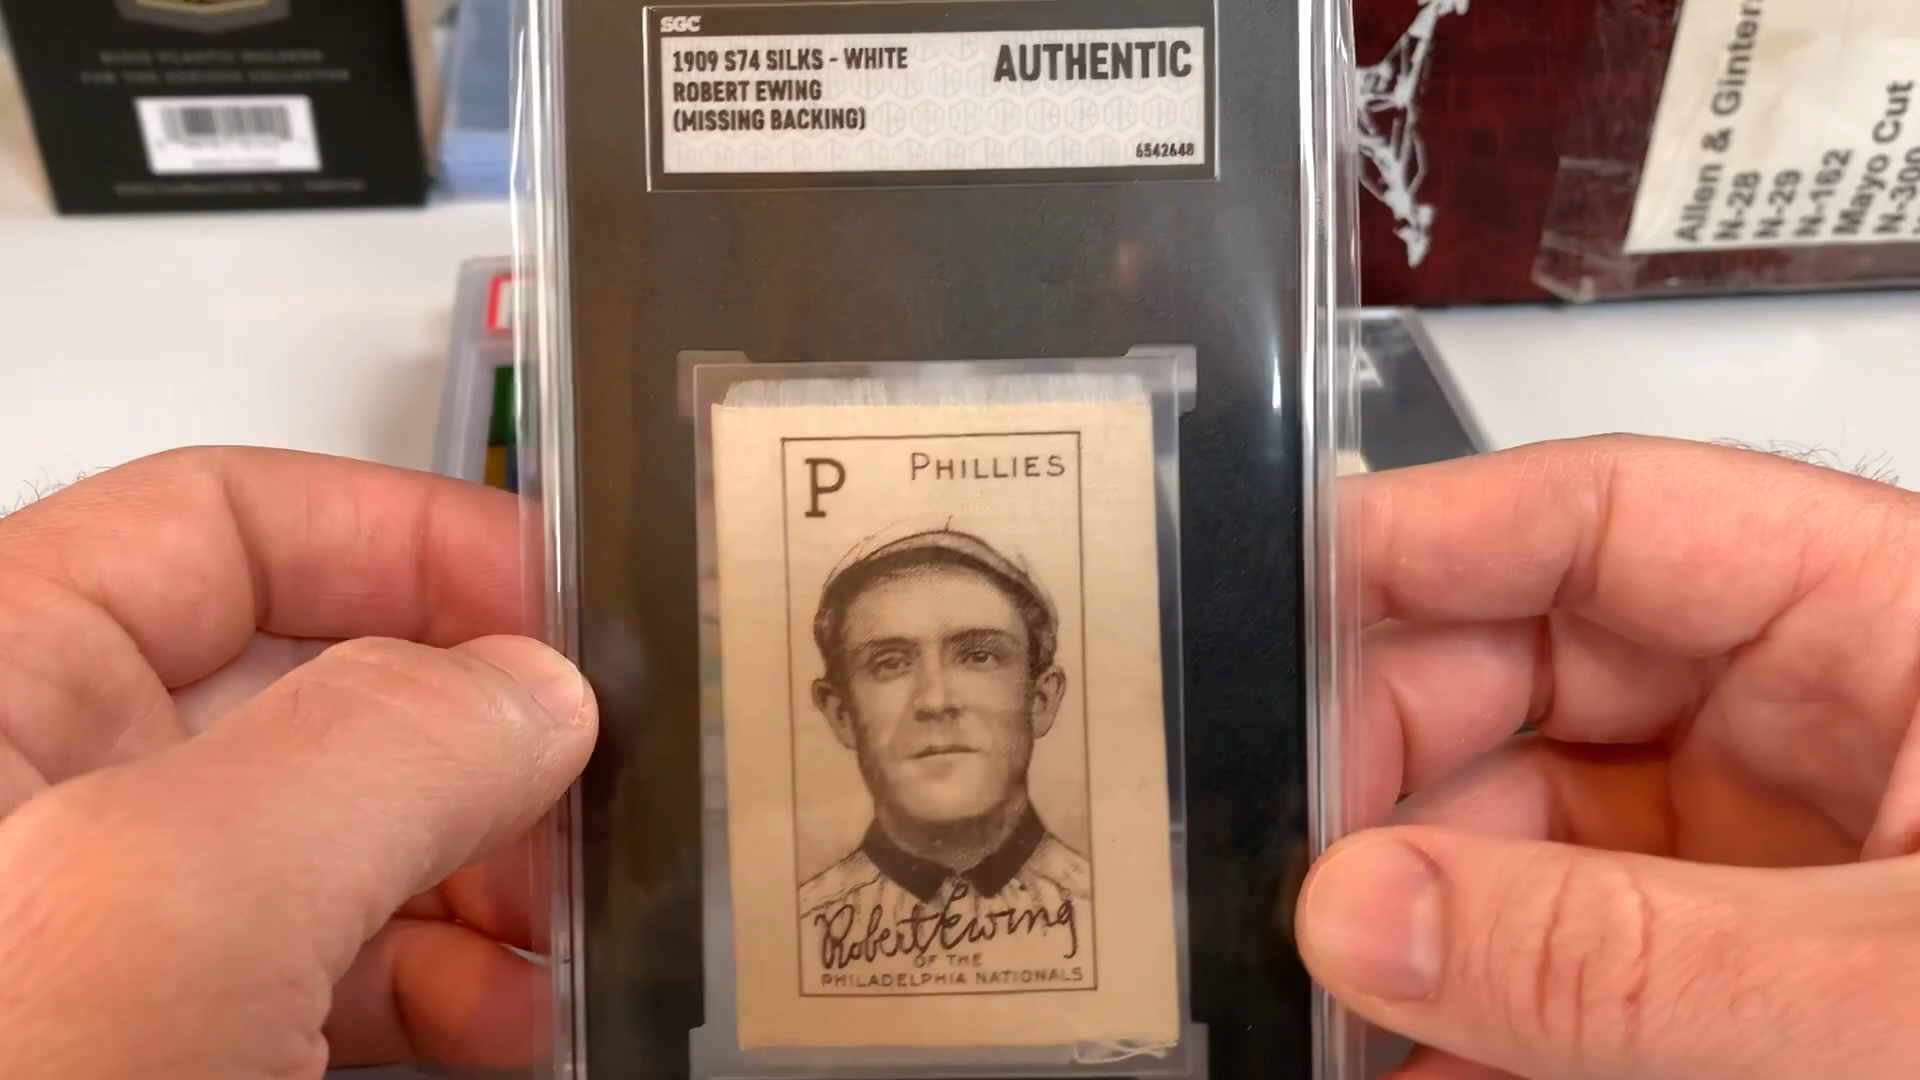 SGC
1909 S74 SILKS - WHITE
ROBERT EWING
(MISSING BACKING)
AUTHENTIC
6542648
P
PHILLIES
Robert Ewing
OF THE
PHILADELPHIA NATIONALS
Allen & Ginter
N-28
N-29
N-162
Mayo Cut
N-300